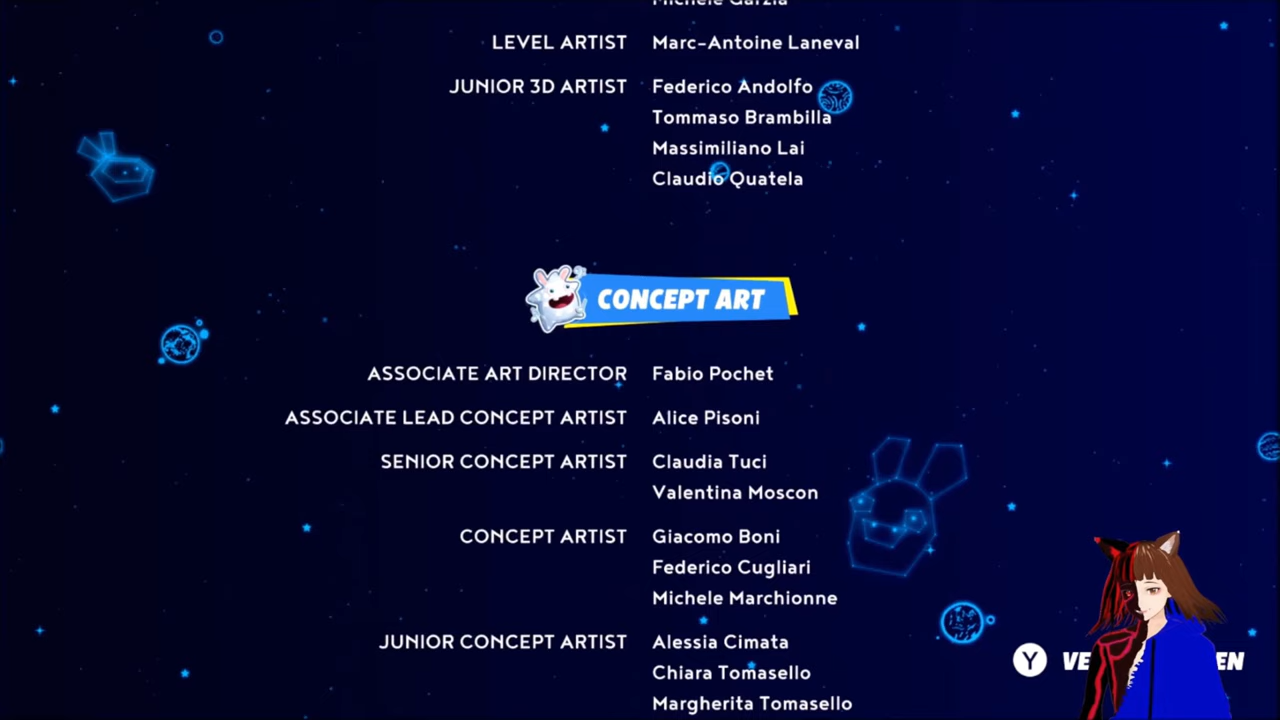 Michele Garzia
LEVEL ARTIST Marc-Antoine Laneval
JUNIOR 3D ARTIST Federico Andolfo
Tommaso Brambilla
Massimiliano Lai
Claudio Quatela
CONCEPT ART
ASSOCIATE ART DIRECTOR Fabio Pochet
ASSOCIATE LEAD CONCEPT ARTIST Alice Pisoni
SENIOR CONCEPT ARTIST Claudia Tuci
Valentina Moscon
CONCEPT ARTIST Giacomo Boni
Federico Cugliari
Michele Marchionne
JUNIOR CONCEPT ARTIST Alessia Cimata
Chiara Tomasello
Margherita Tomasello
Y